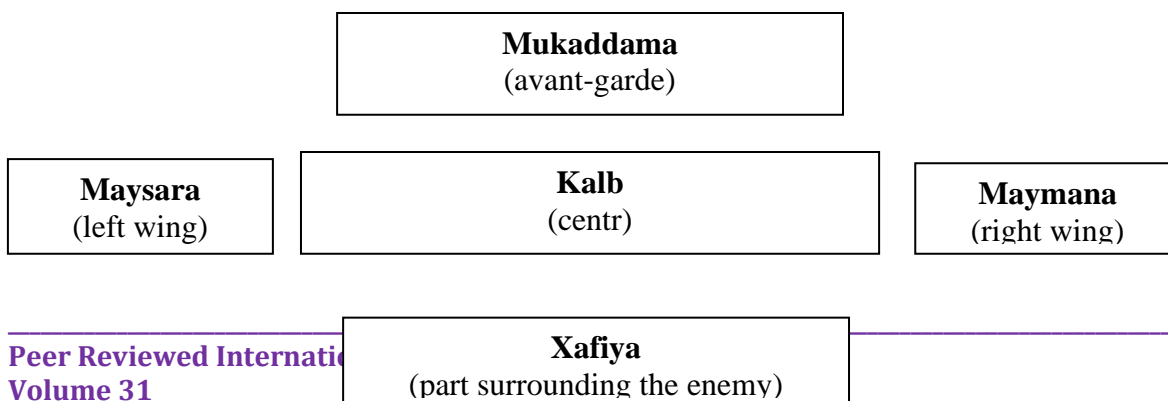 Mukaddama
(avant-garde)
Maysara
(left wing)
Kalb
(centr)
Maymana
(right wing)
Xafiya
(part surrounding the enemy)
Peer Reviewed Internati
Volume 31